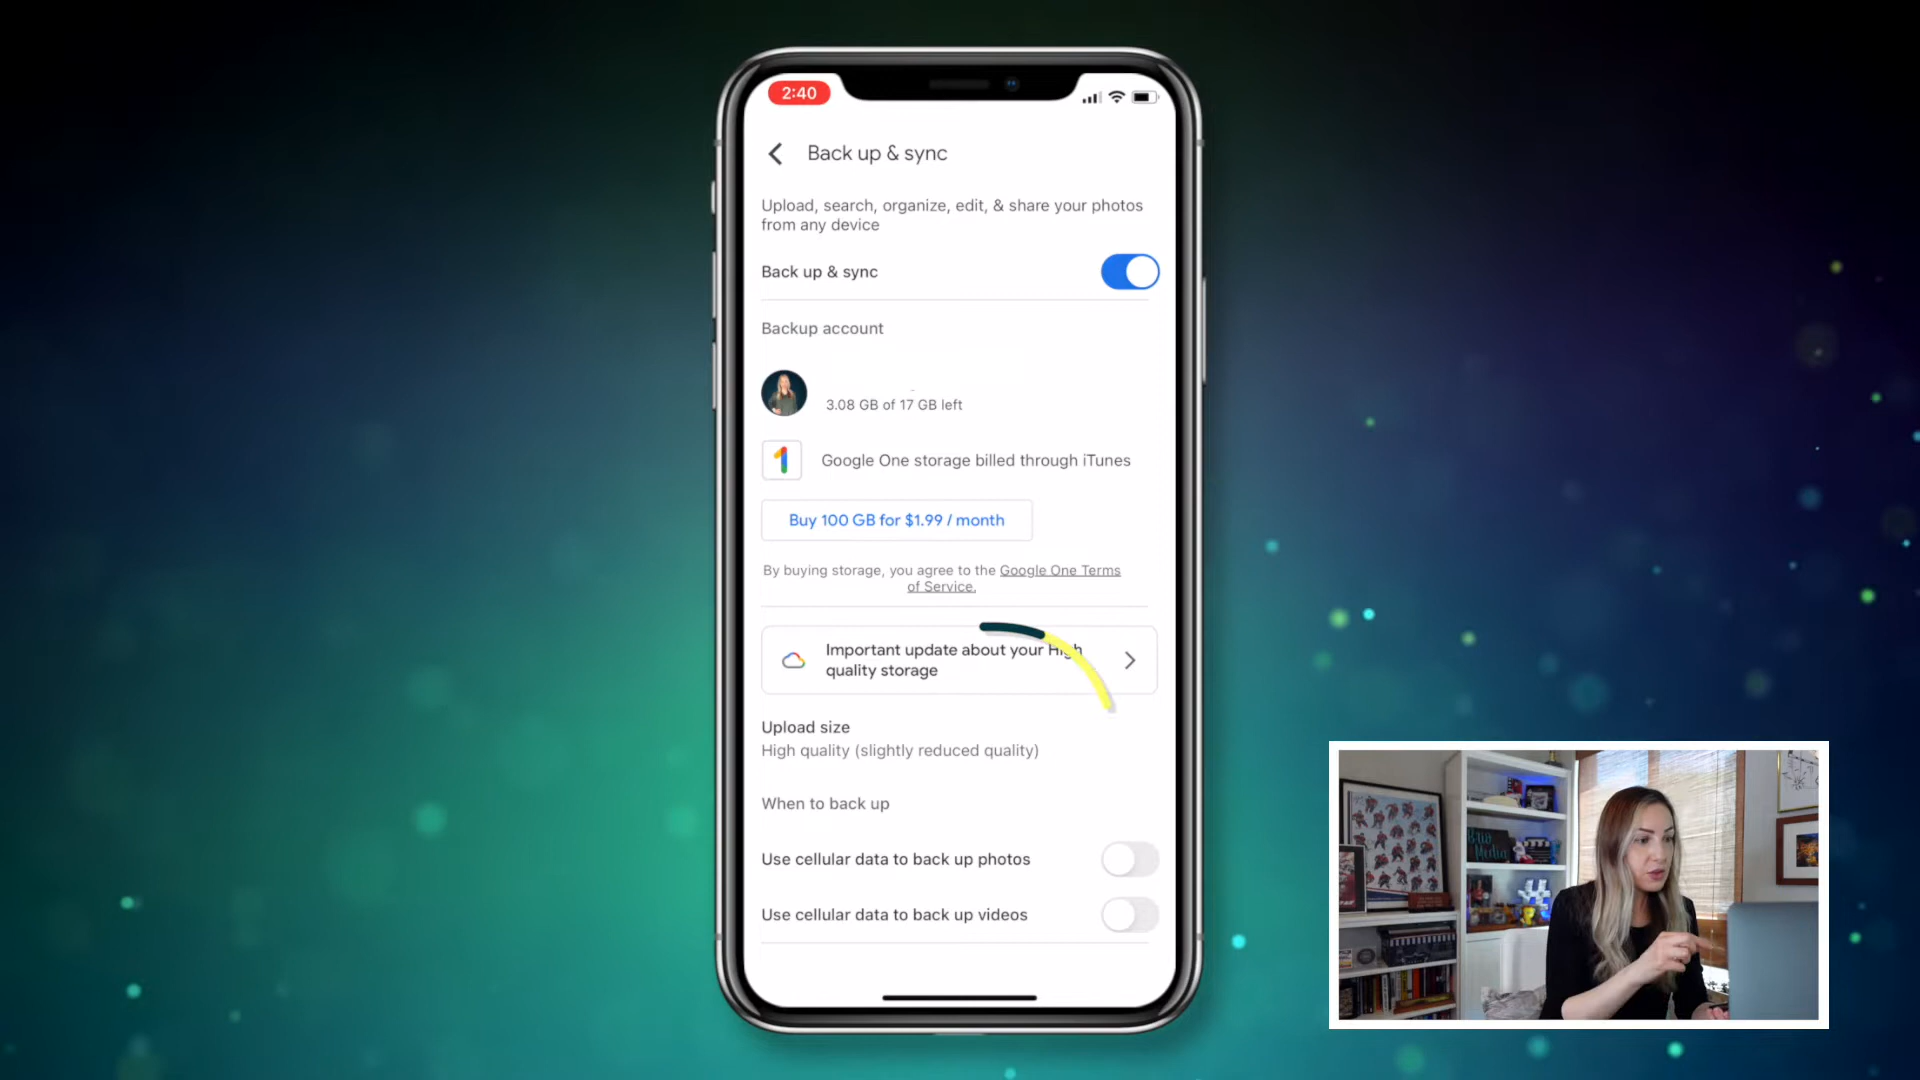 2:40
Back up & sync
Upload, search, organize, edit, & share your photos
from any device
Back up & sync
Backup account
3.08 GB of 17 GB left
Google One storage billed through iTunes
Buy 100 GB for $1.99 / month
By buying storage, you agree to the Google One Terms
of Service.
Important update about your High
quality storage
Upload size
High quality (slightly reduced quality)
When to back up
Use cellular data to back up photos
Use cellular data to back up videos